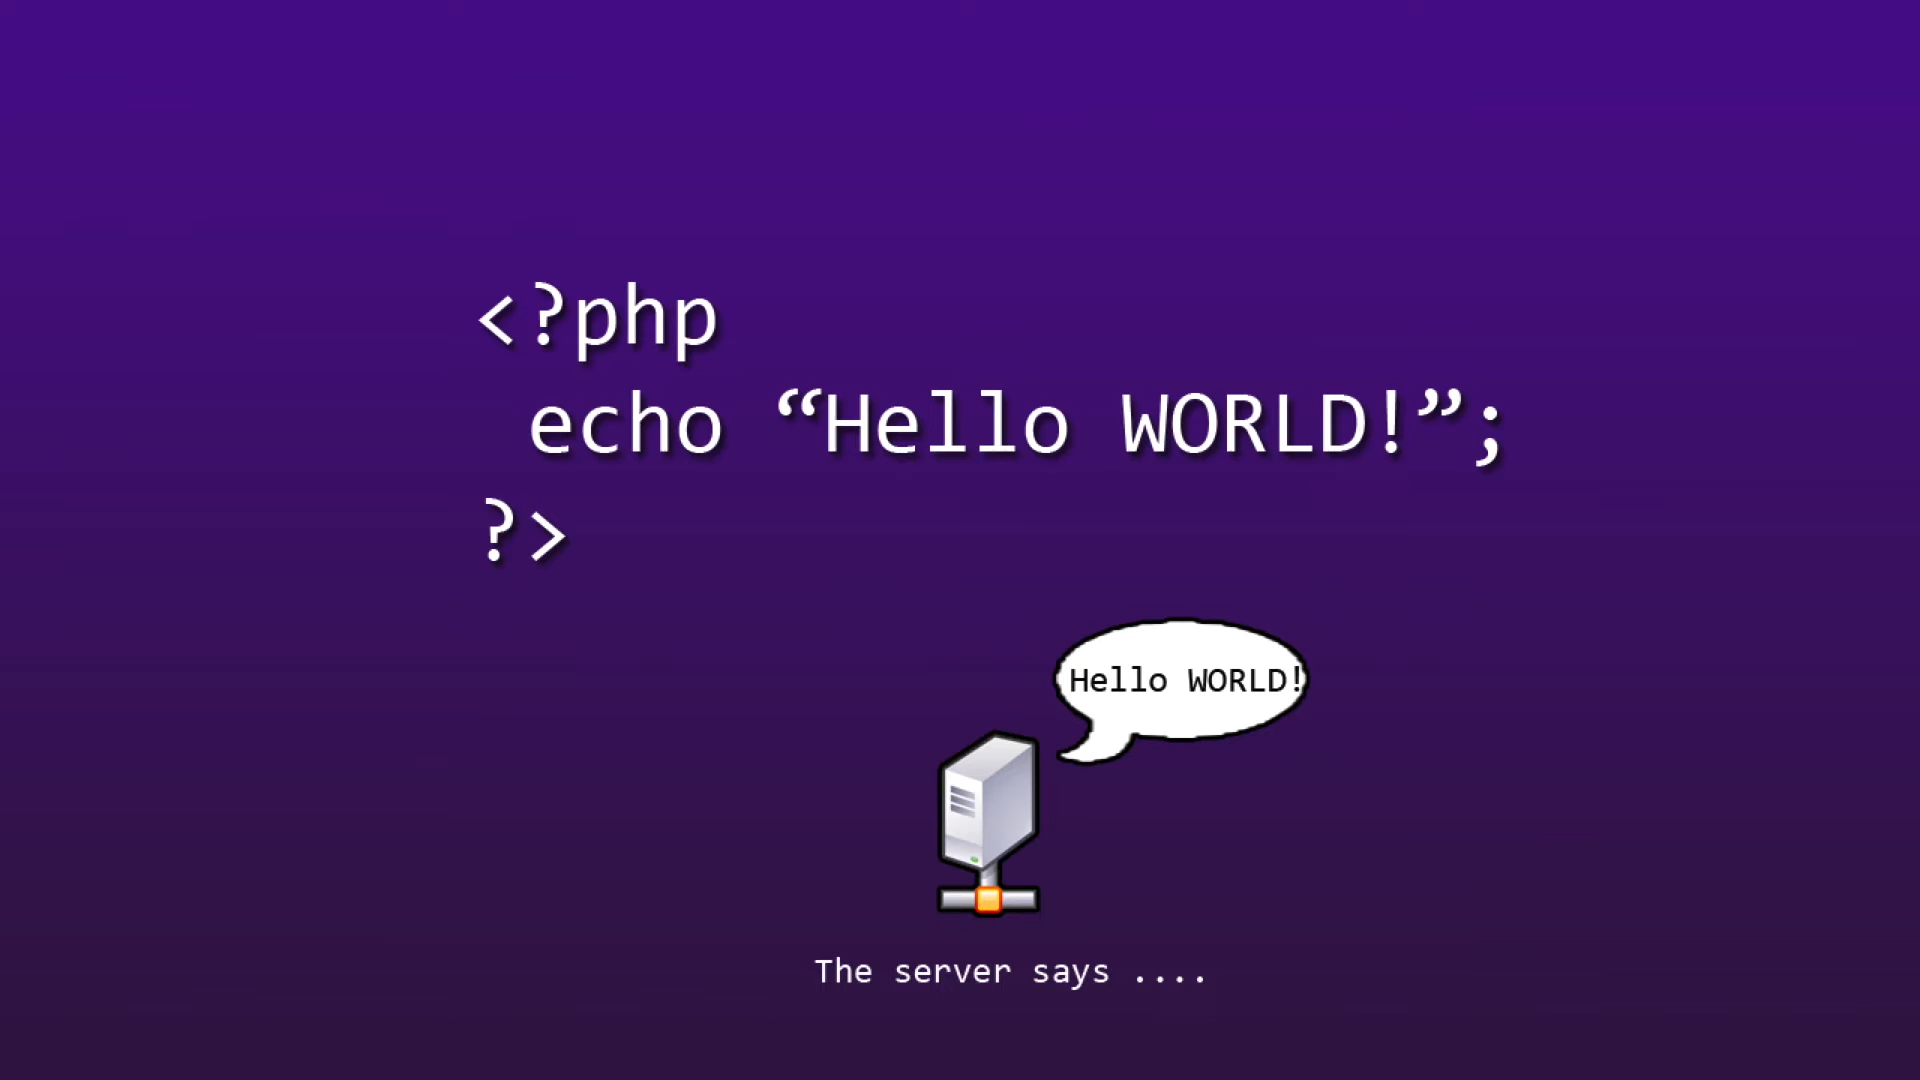 <?php
echo “Hello WORLD!”;
?>
Hello WORLD!
The server says ....